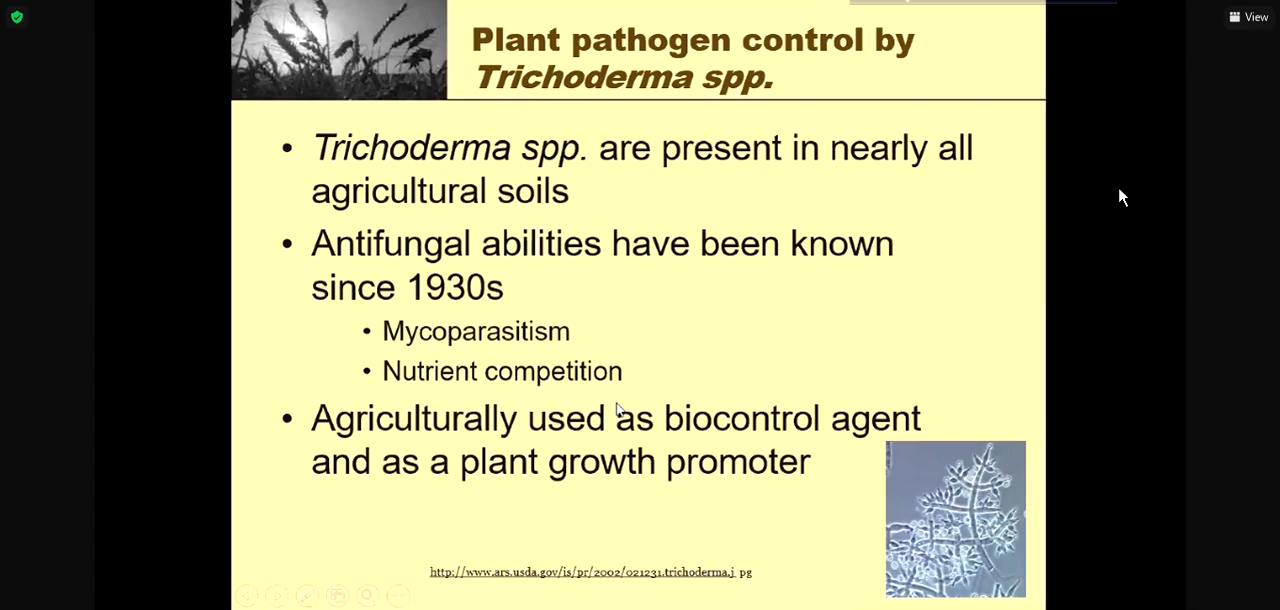 View
Plant pathogen control by
Trichoderma spp.
• Trichoderma spp. are present in nearly all
agricultural soils
• Antifungal abilities have been known
since 1930s
• Mycoparasitism
• Nutrient competition
• Agriculturally used as biocontrol agent
and as a plant growth promoter
http://www.ars.usda.gov/is/pr/2002/021231.trichoderma.j pg